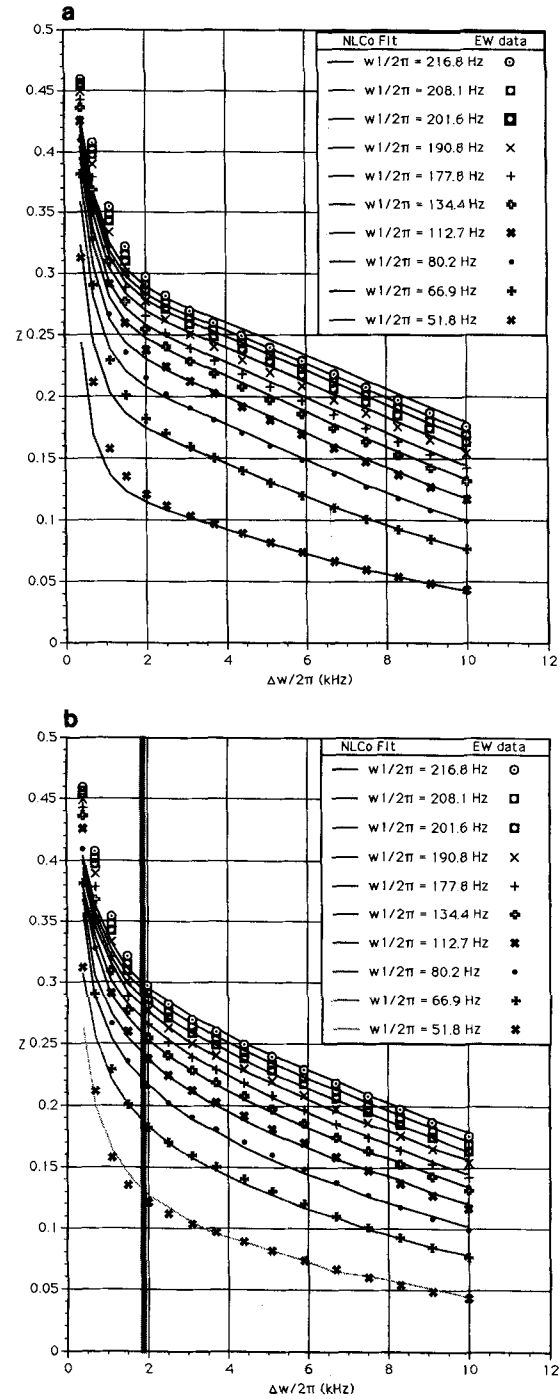 a
0.5
0.45
0.4
0.35
0.3
0.25
z
0.2
0.15
0.1
0.05
0
0 2 4 6 8 10 12
Δw/2π (kHz)
NLCo Fit EW data
w1/2π = 216.8 Hz
w1/2π = 208.1 Hz
w1/2π = 201.6 Hz
w1/2π = 190.8 Hz
w1/2π = 177.8 Hz
w1/2π = 134.4 Hz
w1/2π = 112.7 Hz
w1/2π = 80.2 Hz
w1/2π = 66.9 Hz
w1/2π = 51.8 Hz
b
0.5
0.45
0.4
0.35
0.3
0.25
z
0.2
0.15
0.1
0.05
0
0 2 4 6 8 10 12
Δw/2π (kHz)
NLCo Fit EW data
w1/2π = 216.8 Hz
w1/2π = 208.1 Hz
w1/2π = 201.6 Hz
w1/2π = 190.8 Hz
w1/2π = 177.8 Hz
w1/2π = 134.4 Hz
w1/2π = 112.7 Hz
w1/2π = 80.2 Hz
w1/2π = 66.9 Hz
w1/2π = 51.8 Hz